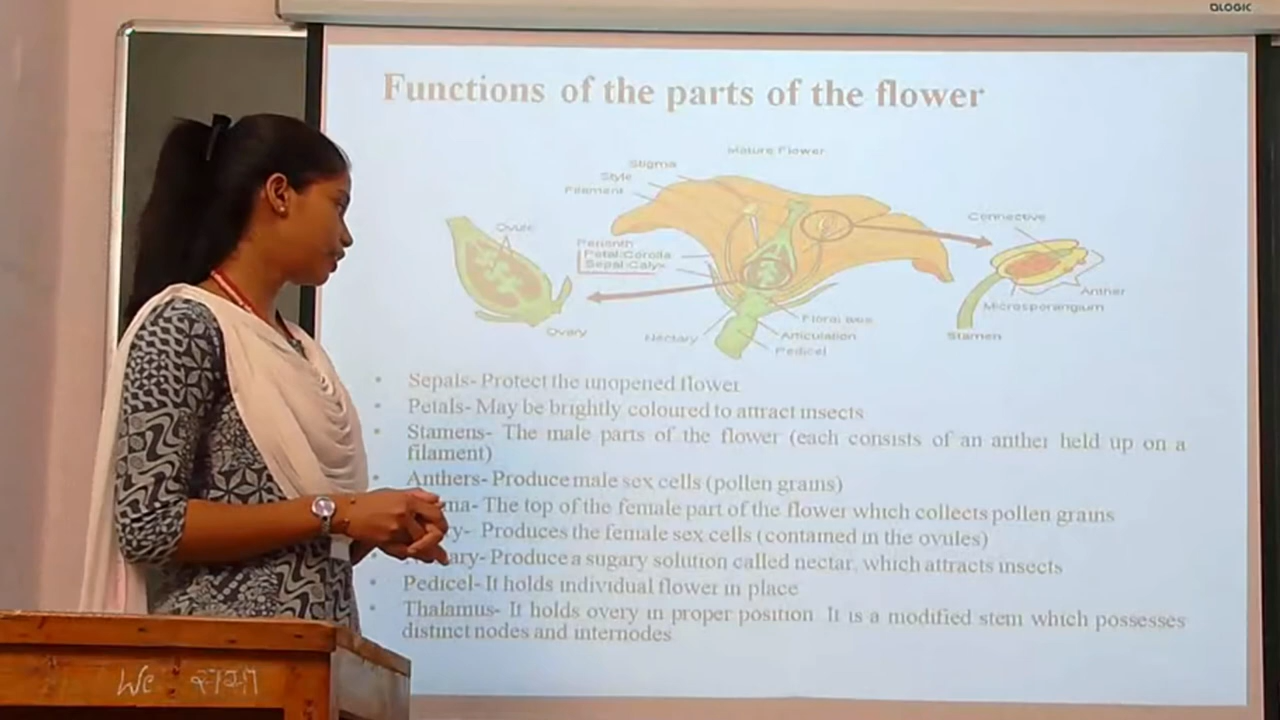 QLOGIC
Functions of the parts of the flower
Mature Flower
Stigma
Style
Filament
Connective
Ovule
Perianth
Petal:Corolla
Sepal:Calyx
Anther
Microsporangium
Floral axis
Ovary
Nectary
Articulation
Stamen
Pedicel
• Sepals- Protect the unopened flower
• Petals- May be brightly coloured to attract insects
• Stamens- The male parts of the flower (each consists of an anther held up on a
filament)
• Anthers- Produce male sex cells (pollen grains)
ma- The top of the female part of the flower which collects pollen grains
ry- Produces the female sex cells (contained in the ovules)
ary- Produce a sugary solution called nectar, which attracts insects
• Pedicel- It holds individual flower in place
• Thalamus- It holds overy in proper position. It is a modified stem which possesses
distinct nodes and internodes
We